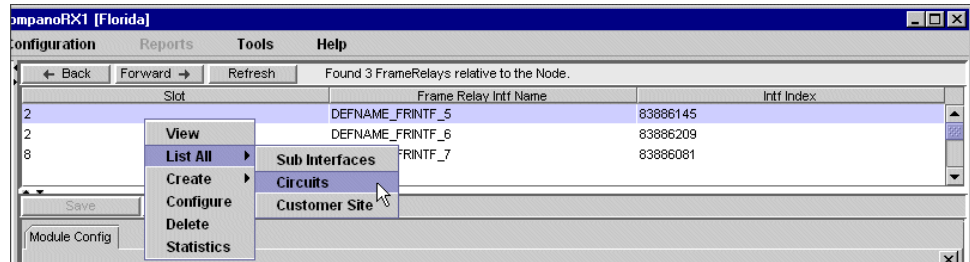 ompanoRX1 [Florida]
onfiguration Reports Tools Help
← Back Forward → Refresh Found 3 FrameRelays relative to the Node.
Slot Frame Relay Intf Name Intf Index
2 DEFNAME_FRINTF_5 83886145
2 DEFNAME_FRINTF_6 83886209
8 FRINTF_7 83886081
View
List All
Create
Configure
Delete
Statistics
Sub Interfaces
Circuits
Customer Site
Save
Module Config